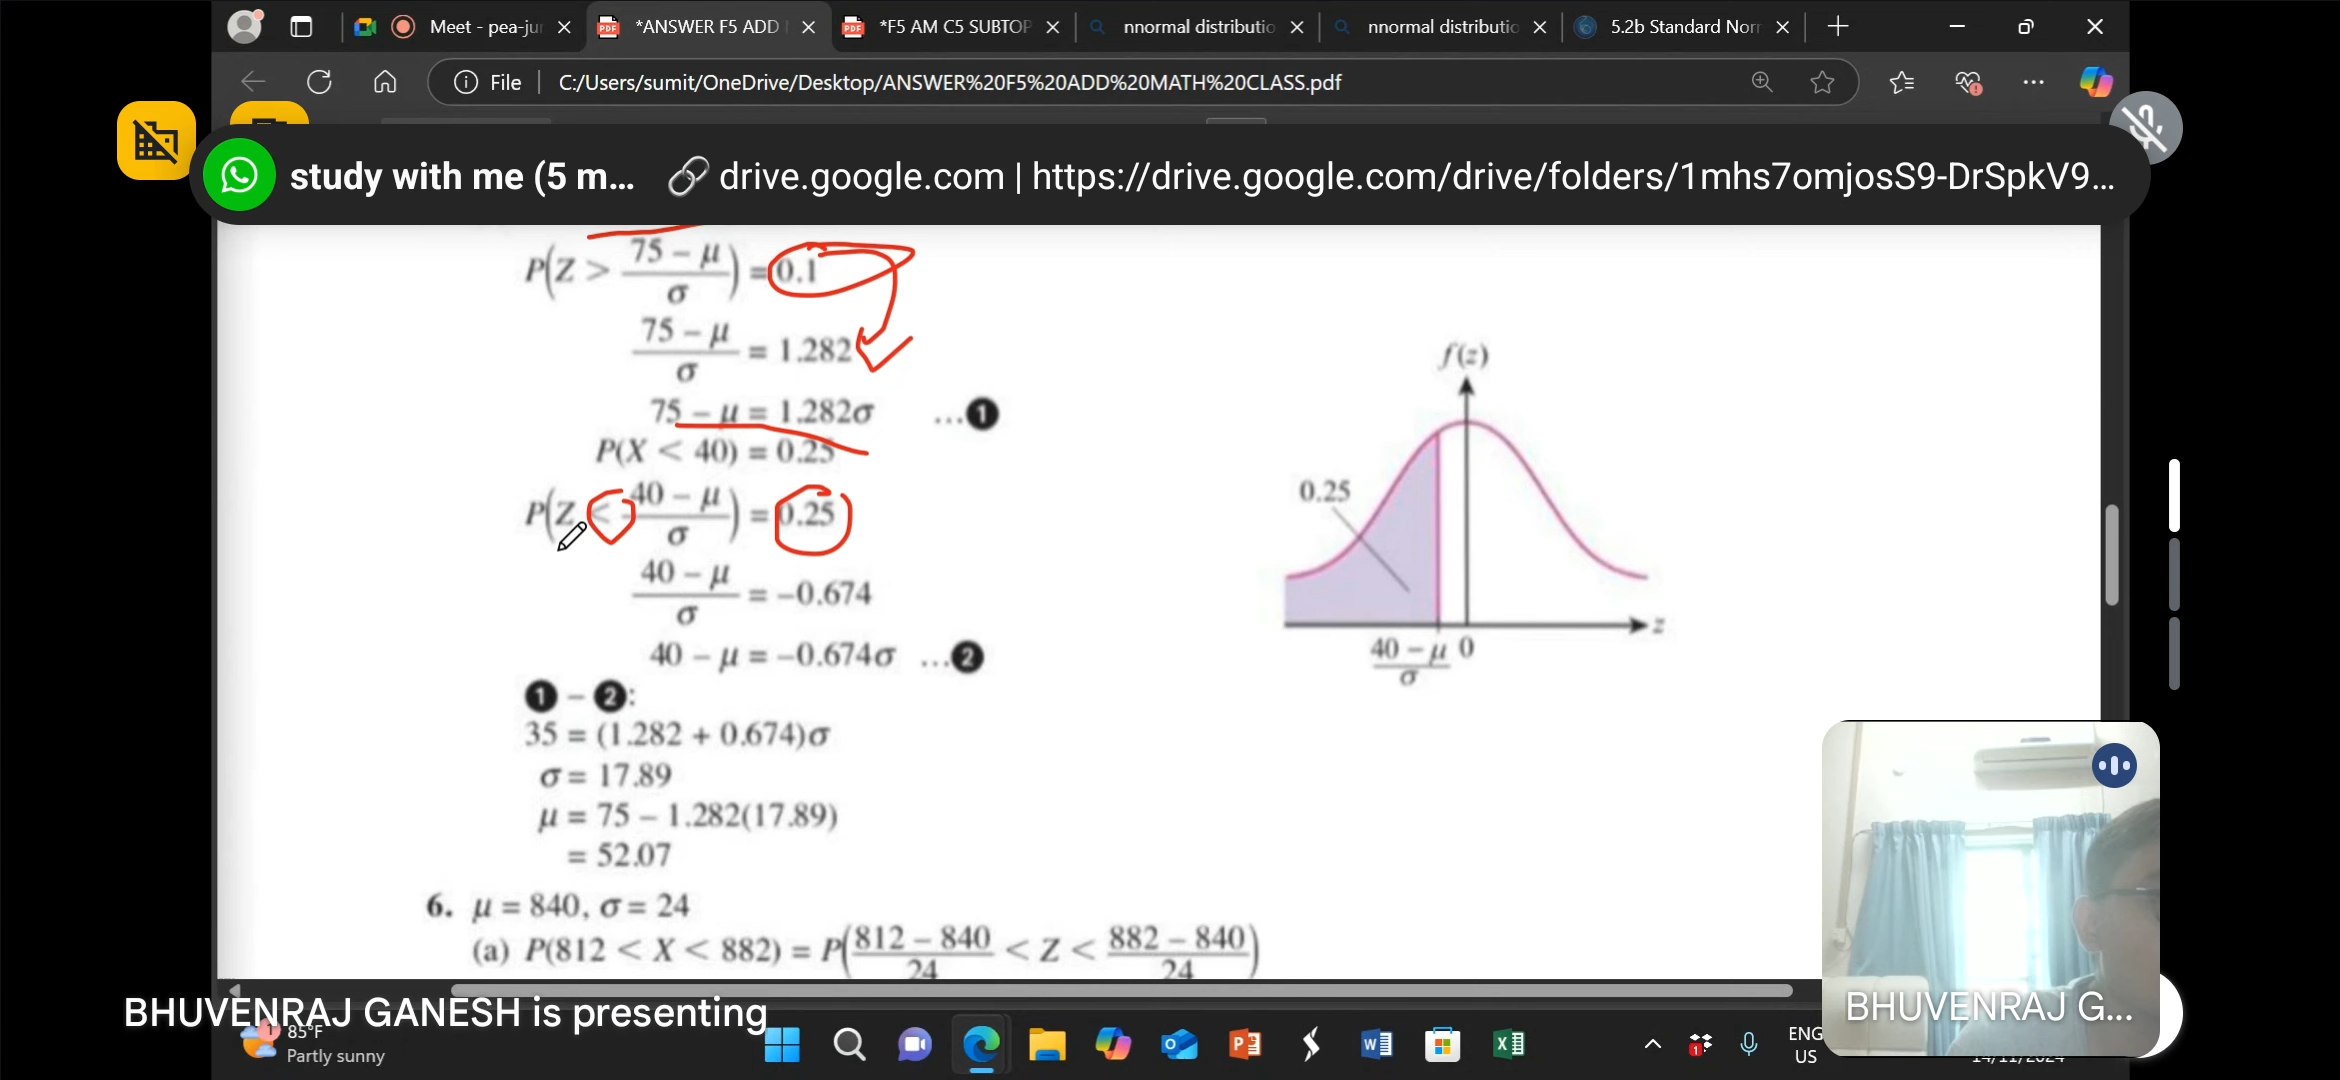 Meet - pea-ju
*ANSWER F5 ADD
*F5 AM C5 SUBTOP
nnormal distributio
nnormal distributio
5.2b Standard Norr
File
C:/Users/sumit/OneDrive/Desktop/ANSWER%20F5%20ADD%20MATH%20CLASS.pdf
study with me (5 m... 🔗 drive.google.com | https://drive.google.com/drive/folders/1mhs7omjosS9-DrSpkV9...
P(Z > (75 – μ)/σ) = 0.1
(75 – μ)/σ = 1.282
75 – μ = 1.282σ ...❶
P(X < 40) = 0.25
P(Z < (40 – μ)/σ) = 0.25
(40 – μ)/σ = –0.674
40 – μ = –0.674σ ...❷
❶ – ❷:
35 = (1.282 + 0.674)σ
σ = 17.89
μ = 75 – 1.282(17.89)
= 52.07
f(z)
0.25
(40 – μ)/σ
0
z
6. μ = 840, σ = 24
(a) P(812 < X < 882) = P((812 – 840)/24 < Z < (882 – 840)/24)
BHUVENRAJ GANESH is presenting
BHUVENRAJ G...
1
85°F
Partly sunny
1
ENG
US